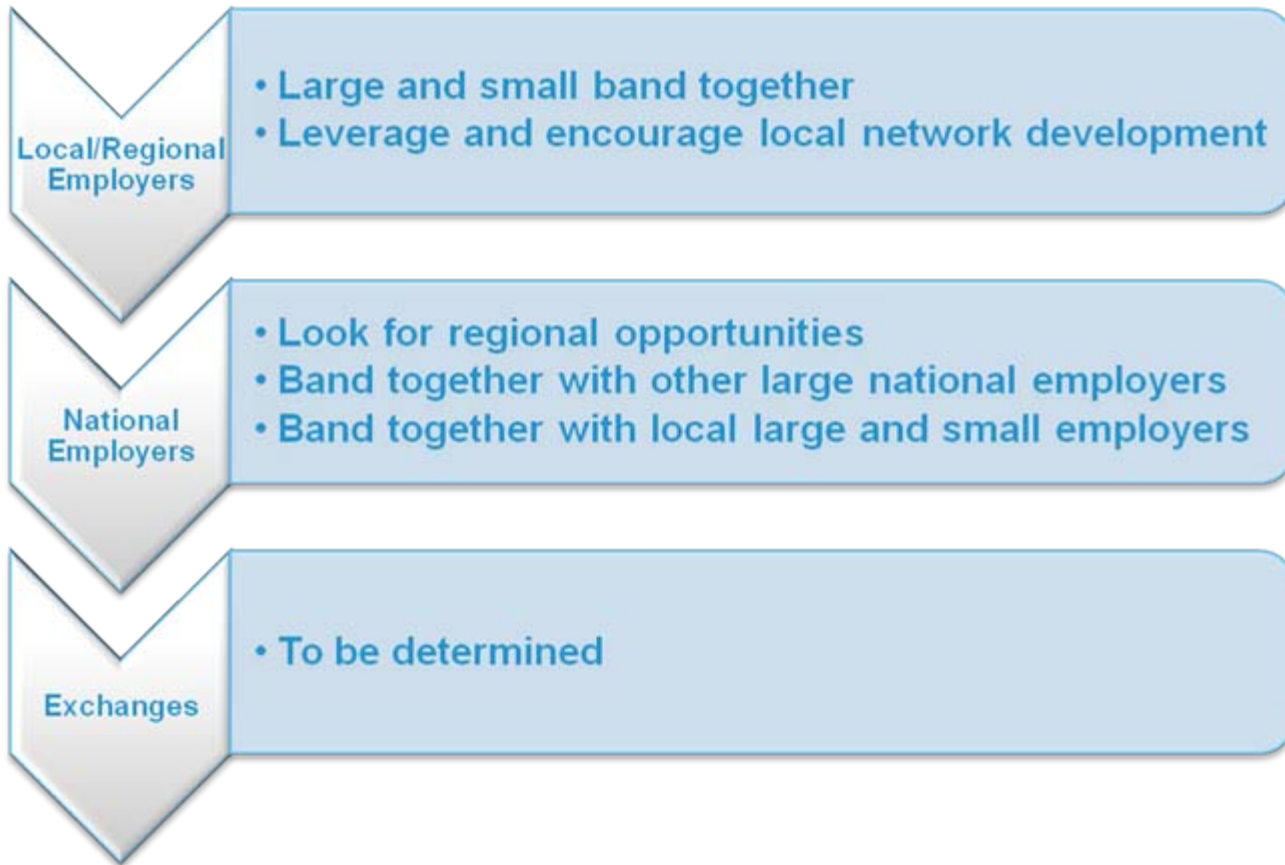 Local/Regional
Employers
• Large and small band together
• Leverage and encourage local network development
National
Employers
• Look for regional opportunities
• Band together with other large national employers
• Band together with local large and small employers
Exchanges
• To be determined